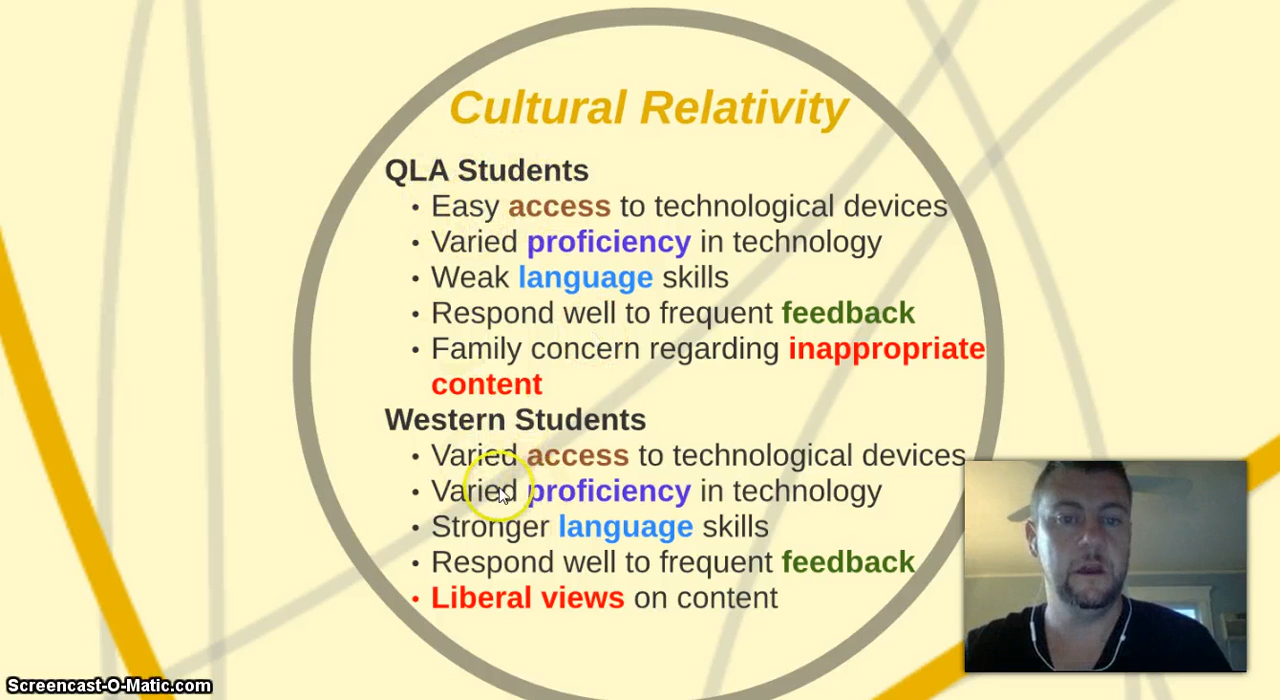 Cultural Relativity
QLA Students
• Easy access to technological devices
• Varied proficiency in technology
• Weak language skills
• Respond well to frequent feedback
• Family concern regarding inappropriate
content
Western Students
• Varied access to technological devices
• Varied proficiency in technology
• Stronger language skills
• Respond well to frequent feedback
• Liberal views on content
Screencast-O-Matic.com